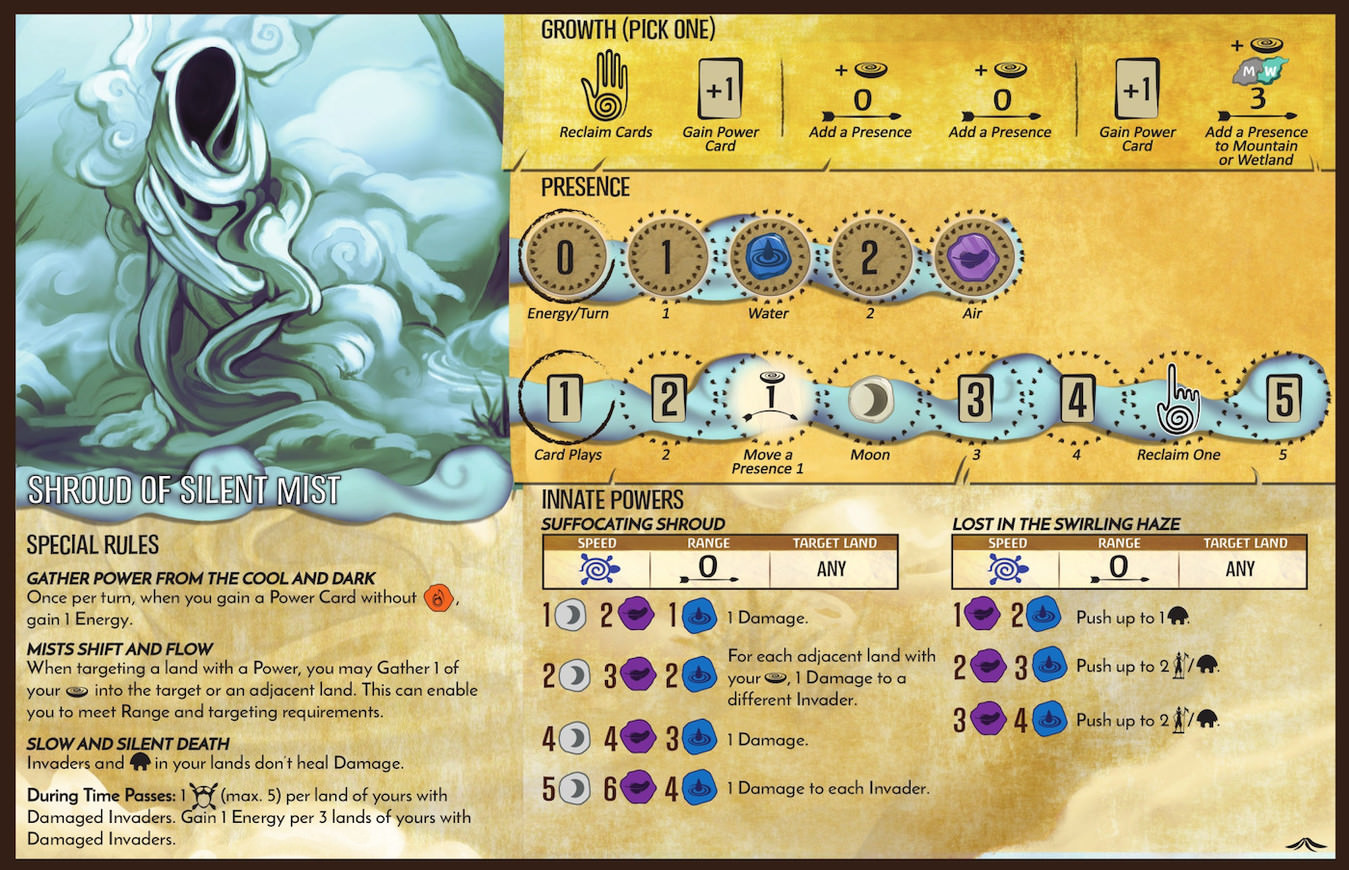 GROWTH (PICK ONE)
+1
+
0
+
0
+1
+
M W
3
Reclaim Cards
Gain Power
Card
Add a Presence
Add a Presence
Gain Power
Card
Add a Presence
to Mountain
or Wetland
PRESENCE
0
1
2
Energy/Turn
1
Water
2
Air
1
2
1
3
4
5
Card Plays
2
Move a
Presence 1
Moon
3
4
Reclaim One
5
SHROUD OF SILENT MIST
SPECIAL RULES
GATHER POWER FROM THE COOL AND DARK
Once per turn, when you gain a Power Card without ,
gain 1 Energy.
MISTS SHIFT AND FLOW
When targeting a land with a Power, you may Gather 1 of
your into the target or an adjacent land. This can enable
you to meet Range and targeting requirements.
SLOW AND SILENT DEATH
Invaders and in your lands don't heal Damage.
During Time Passes: 1 (max. 5) per land of yours with
Damaged Invaders. Gain 1 Energy per 3 lands of yours with
Damaged Invaders.
INNATE POWERS
SUFFOCATING SHROUD
SPEED RANGE TARGET LAND
0 ANY
1 2 1 1 Damage.
2 3 2 For each adjacent land with
your , 1 Damage to a
different Invader.
4 4 3 1 Damage.
5 6 4 1 Damage to each Invader.
LOST IN THE SWIRLING HAZE
SPEED RANGE TARGET LAND
0 ANY
1 2 Push up to 1 .
2 3 Push up to 2 / .
3 4 Push up to 2 / .